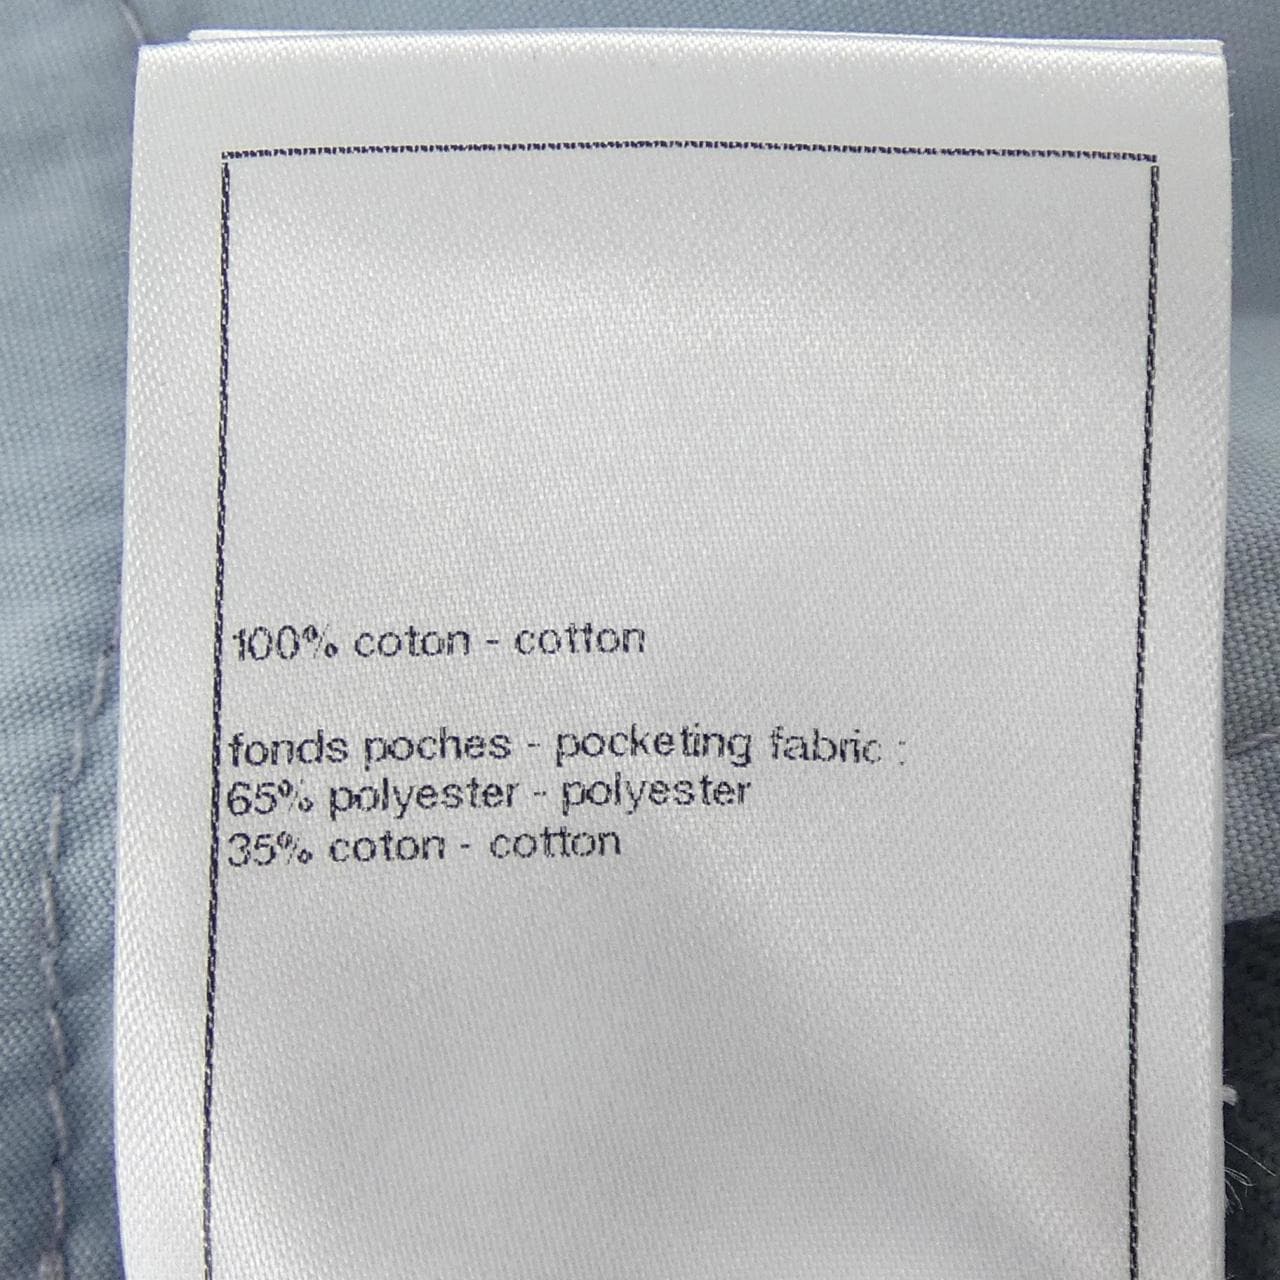 100% coton - cotton
fonds poches - pocketing fabric :
65% polyester - polyester
35% coton - cotton